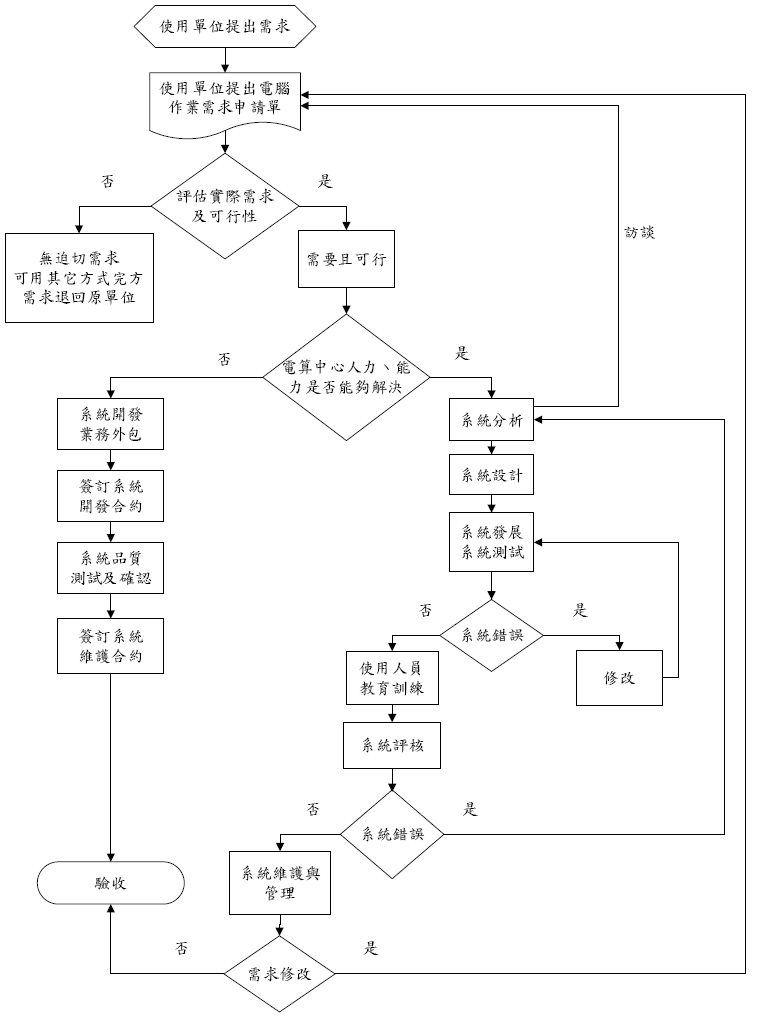 使用單位提出需求
使用單位提出電腦
作業需求申請單
否
是
評估實際需求
及可行性
訪談
無迫切需求
可用其它方式完方
需求退回原單位
需要且可行
否
是
電算中心人力、能
力是否能夠解決
系統開發
業務外包
系統分析
簽訂系統
開發合約
系統設計
系統品質
測試及確認
系統發展
系統測試
否
是
簽訂系統
維護合約
系統錯誤
使用人員
教育訓練
修改
系統評核
否
是
系統錯誤
驗收
系統維護與
管理
否
是
需求修改